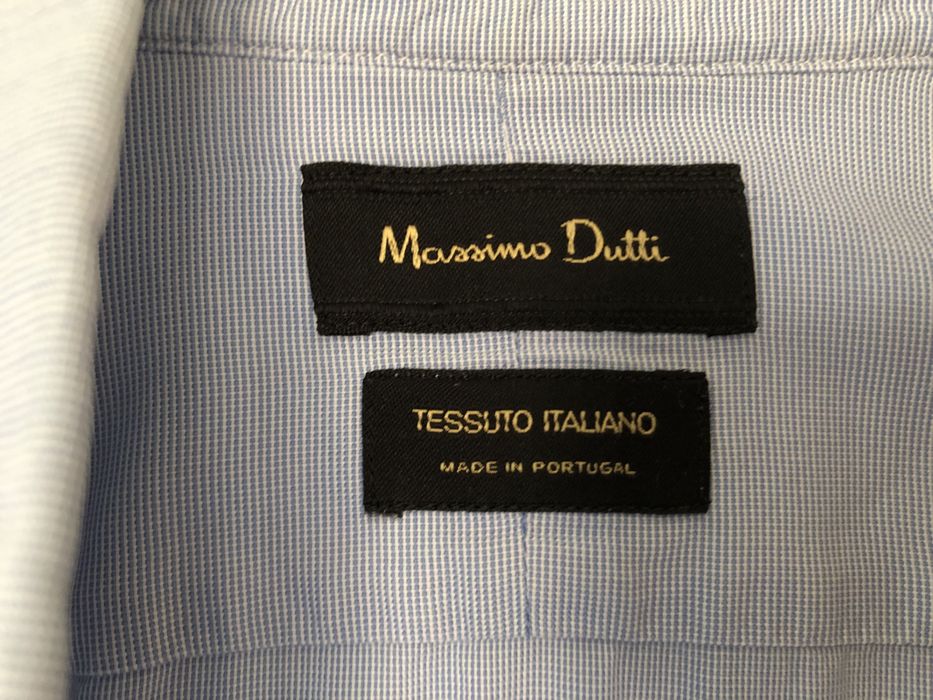 Massimo Dutti
TESSUTO ITALIANO
MADE IN PORTUGAL